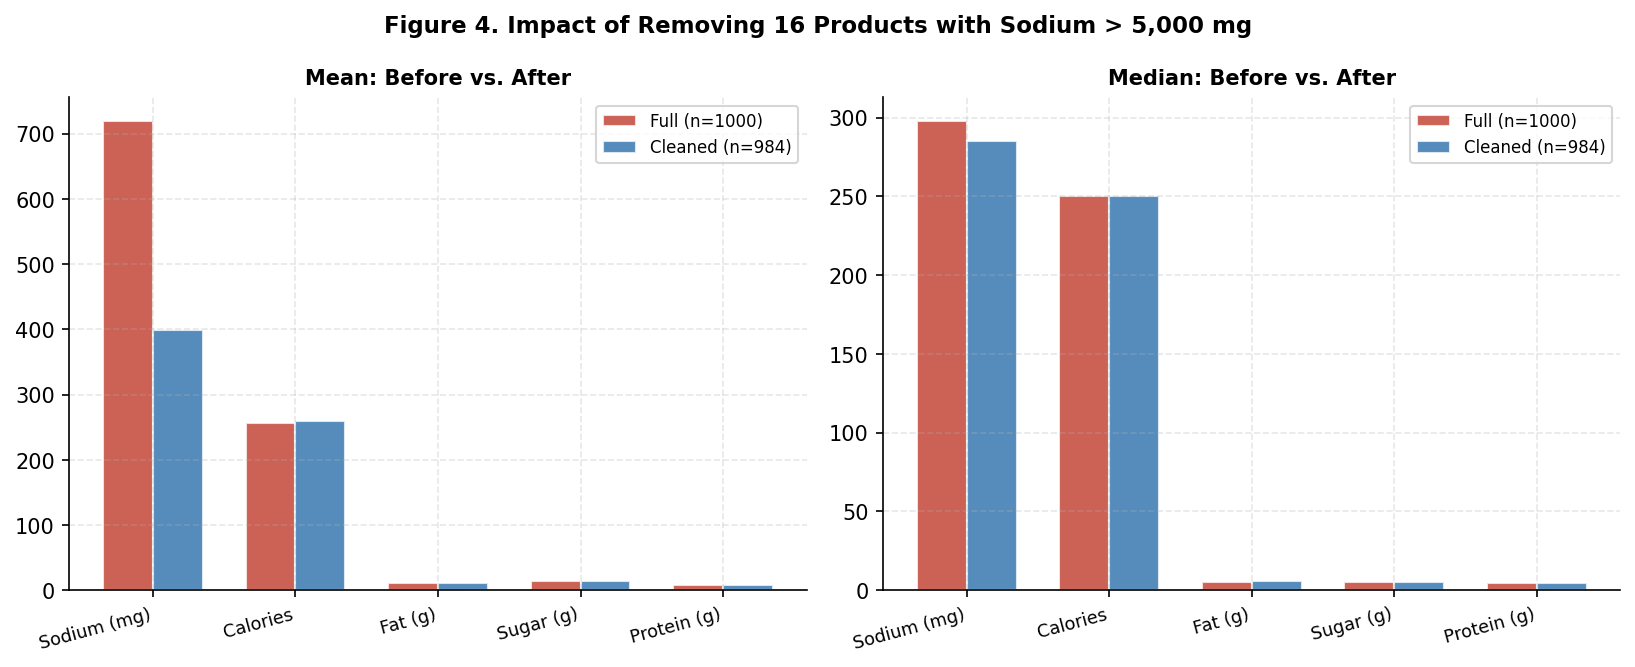 Figure 4. Impact of Removing 16 Products with Sodium > 5,000 mg
Mean: Before vs. After
Full (n=1000)
Cleaned (n=984)
700
600
500
400
300
200
100
0
Sodium (mg)
Calories
Fat (g)
Sugar (g)
Protein (g)
Median: Before vs. After
Full (n=1000)
Cleaned (n=984)
300
250
200
150
100
50
0
Sodium (mg)
Calories
Fat (g)
Sugar (g)
Protein (g)